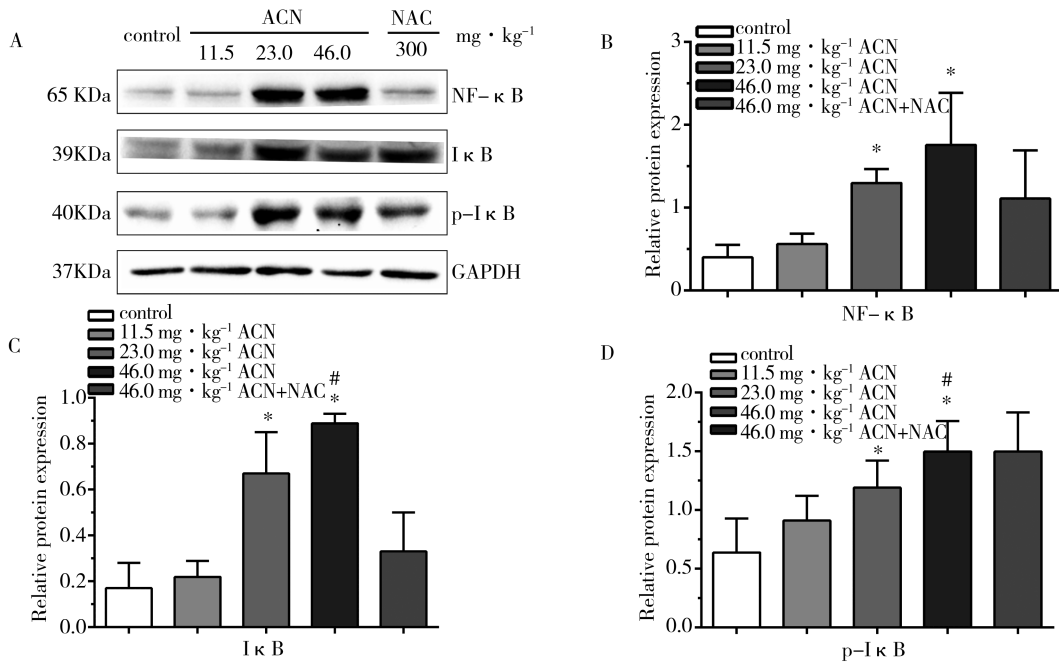 A
control
ACN
NAC
11.5 23.0 46.0 300 mg·kg⁻¹
65 KDa NF-κB
39KDa IκB
40KDa p-IκB
37KDa GAPDH
B
control
11.5 mg·kg⁻¹ ACN
23.0 mg·kg⁻¹ ACN
46.0 mg·kg⁻¹ ACN
46.0 mg·kg⁻¹ ACN+NAC
Relative protein expression
3
2
1
0
*
*
NF-κB
C
control
11.5 mg·kg⁻¹ ACN
23.0 mg·kg⁻¹ ACN
46.0 mg·kg⁻¹ ACN
46.0 mg·kg⁻¹ ACN+NAC
Relative protein expression
1.0
0.8
0.6
0.4
0.2
0.0
*
#
*
IκB
D
control
11.5 mg·kg⁻¹ ACN
23.0 mg·kg⁻¹ ACN
46.0 mg·kg⁻¹ ACN
46.0 mg·kg⁻¹ ACN+NAC
Relative protein expression
2.0
1.5
1.0
0.5
0.0
*
#
*
p-IκB